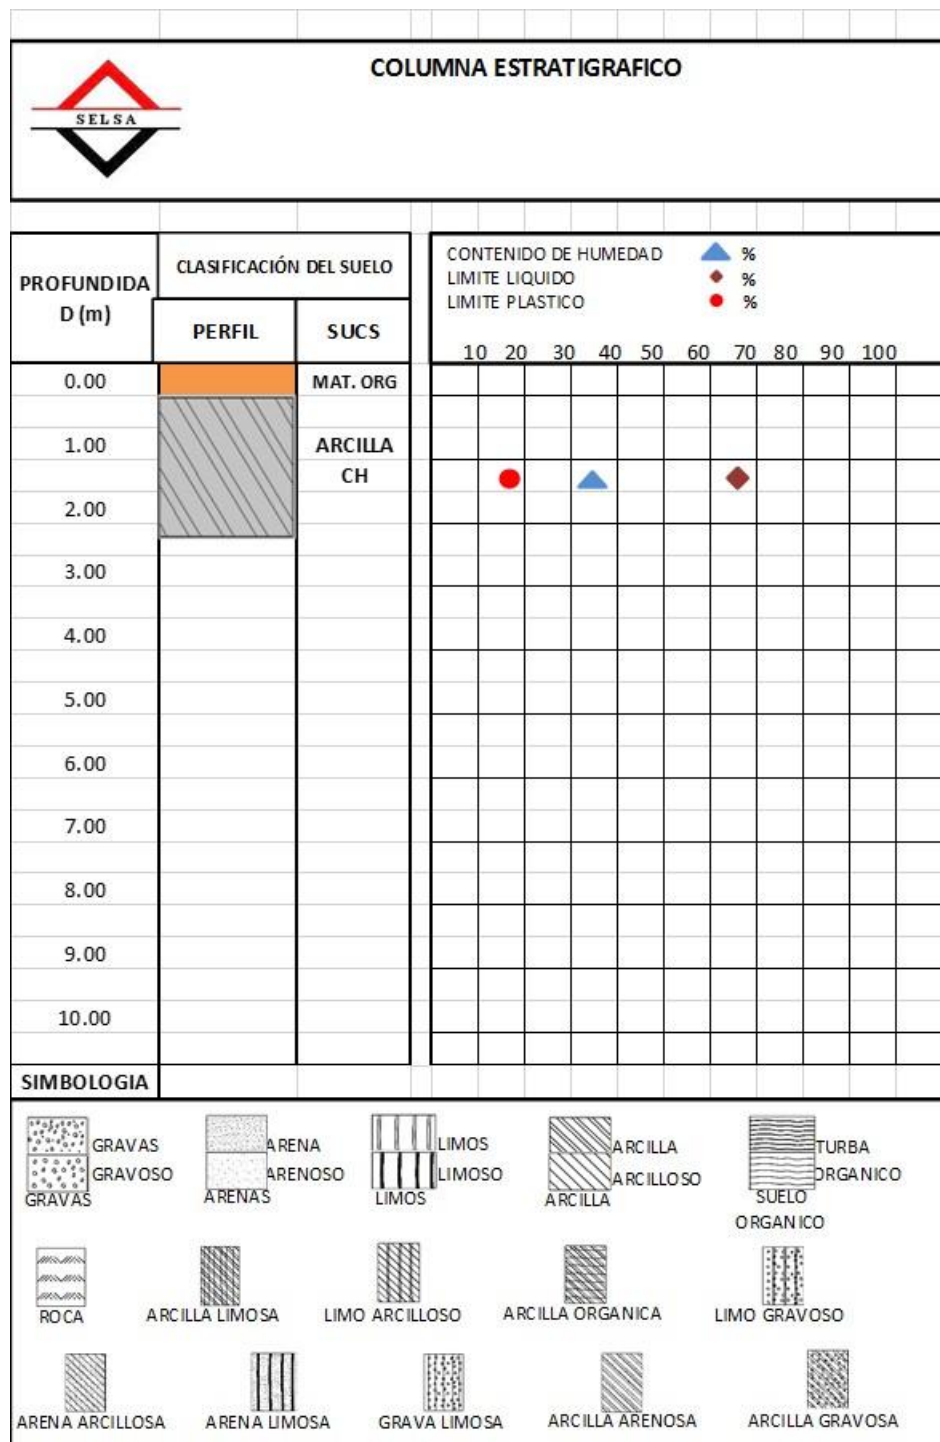 COLUMNA ESTRATIGRAFICO
SELSA
PROFUNDIDA
D (m)
CLASIFICACIÓN DEL SUELO
PERFIL
SUCS
CONTENIDO DE HUMEDAD %
LIMITE LIQUIDO %
LIMITE PLASTICO %
10 20 30 40 50 60 70 80 90 100
0.00 MAT. ORG
1.00 ARCILLA
CH
2.00
3.00
4.00
5.00
6.00
7.00
8.00
9.00
10.00
SIMBOLOGIA
GRAVAS
GRAVOSO
GRAVAS
ARENA
ARENOSO
ARENAS
LIMOS
LIMOSO
LIMOS
ARCILLA
ARCILLOSO
ARCILLA
TURBA
ORGANICO
SUELO
ORGANICO
ROCA
ARCILLA LIMOSA
LIMO ARCILLOSO
ARCILLA ORGANICA
LIMO GRAVOSO
ARENA ARCILLOSA
ARENA LIMOSA
GRAVA LIMOSA
ARCILLA ARENOSA
ARCILLA GRAVOSA